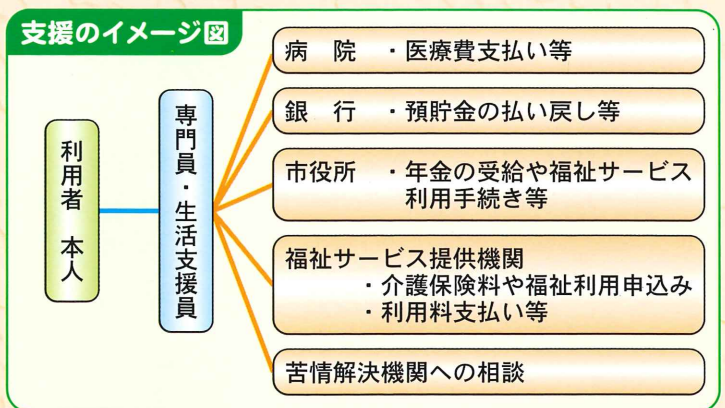 支援のイメージ図
利用者　本人
専門員・生活支援員
病　院　・医療費支払い等
銀　行　・預貯金の払い戻し等
市役所　・年金の受給や福祉サービス
利用手続き等
福祉サービス提供機関
・介護保険料や福祉利用申込み
・利用料支払い等
苦情解決機関への相談